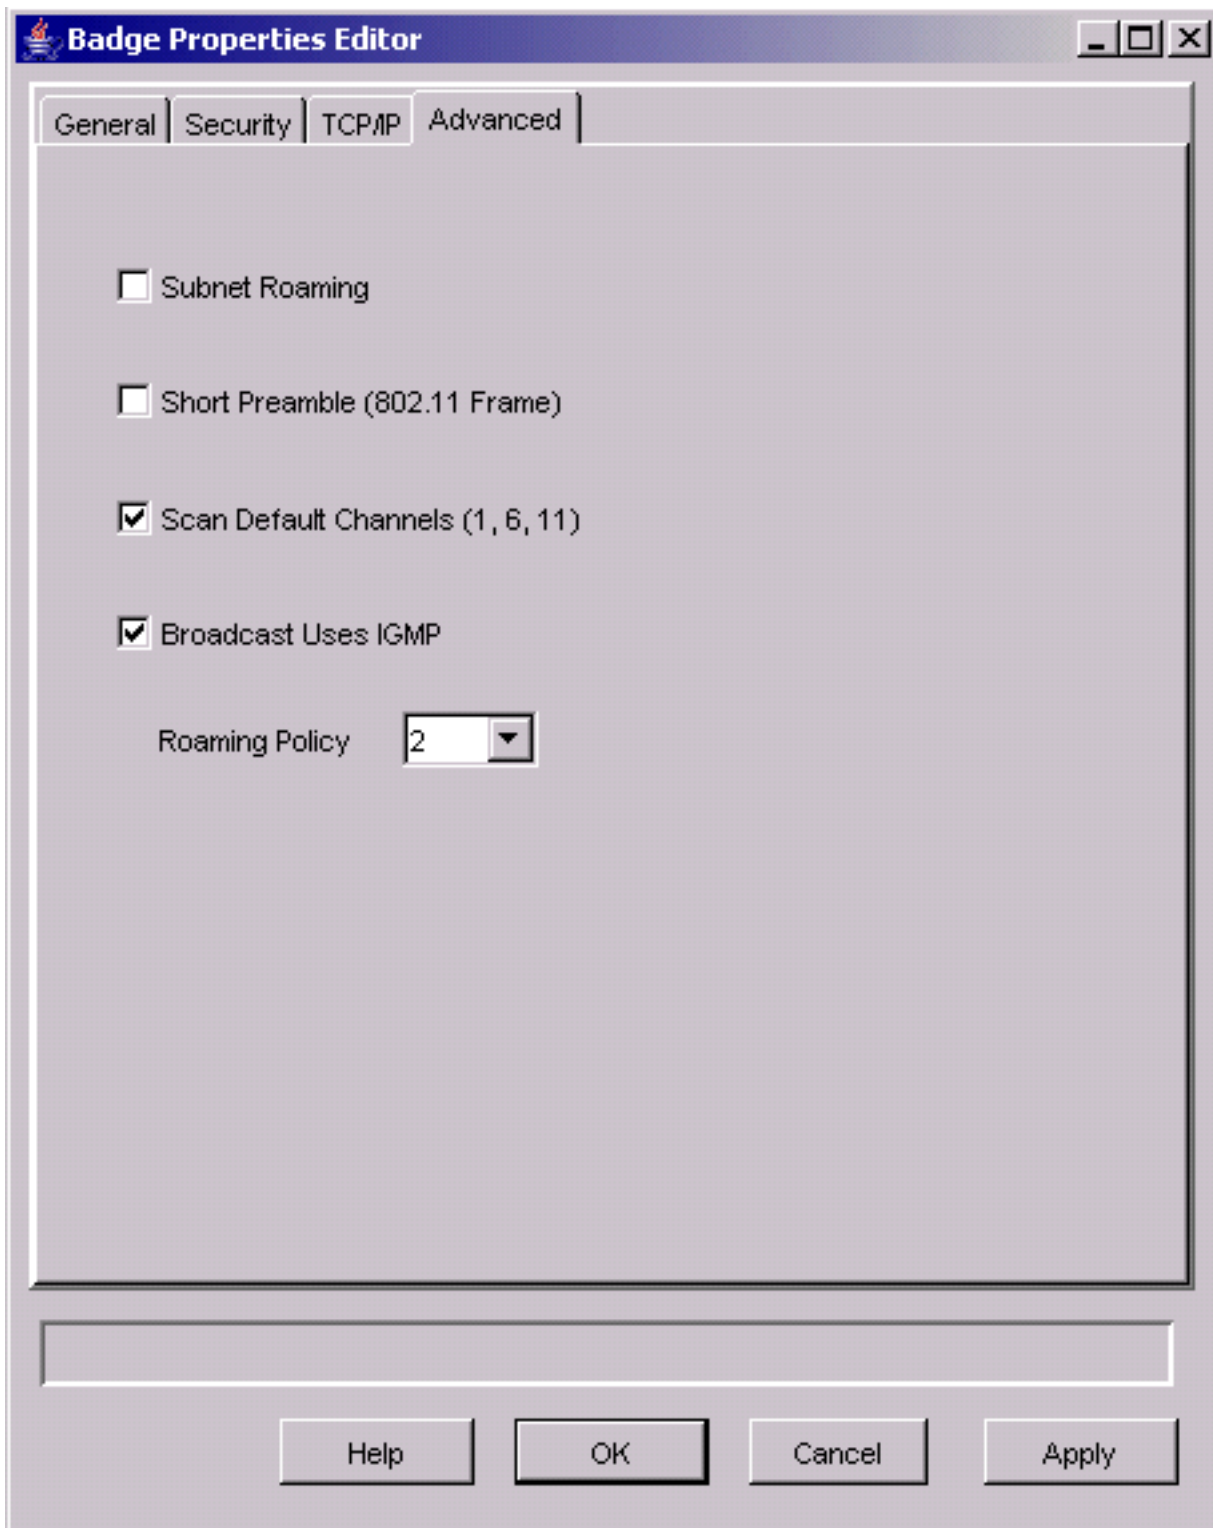 Badge Properties Editor
General Security TCP/IP Advanced
Subnet Roaming
Short Preamble (802.11 Frame)
Scan Default Channels (1, 6, 11)
Broadcast Uses IGMP
Roaming Policy 2
Help OK Cancel Apply